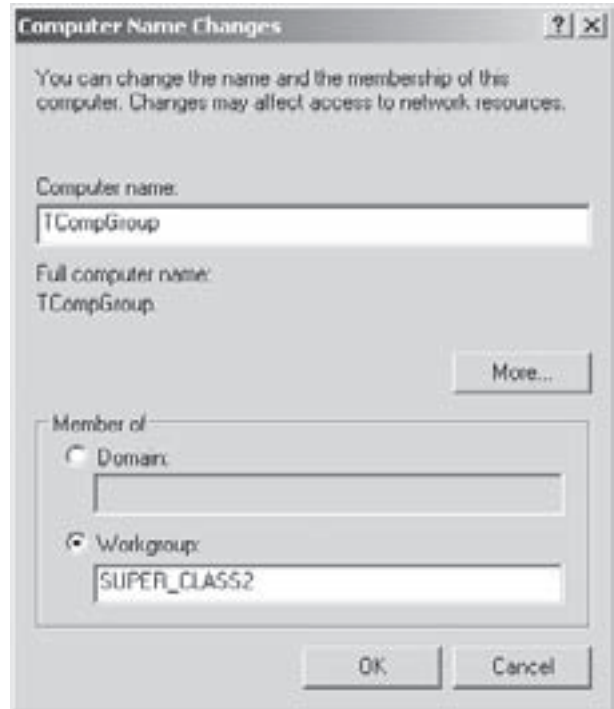 Computer Name Changes
You can change the name and the membership of this
computer. Changes may affect access to network resources.
Computer name:
TCompGroup
Full computer name:
TCompGroup.
More...
Member of
Domain:
Workgroup:
SUPER_CLASS2
OK
Cancel